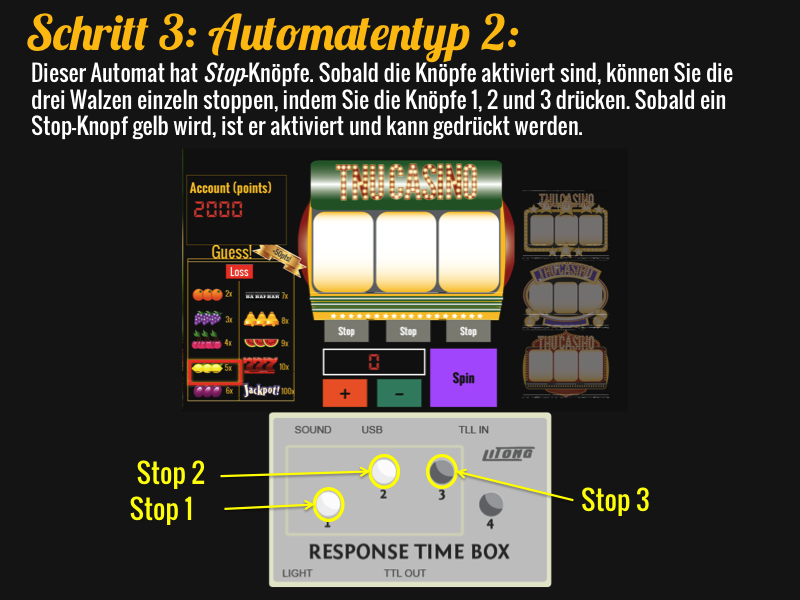 Schritt 3: Automatentyp 2:
Dieser Automat hat Stop-Knöpfe. Sobald die Knöpfe aktiviert sind, können Sie die
drei Walzen einzeln stoppen, indem Sie die Knöpfe 1, 2 und 3 drücken. Sobald ein
Stop-Knopf gelb wird, ist er aktiviert und kann gedrückt werden.
Account (points)
2000
Guess!
Loss
2x
7x
3x
8x
4x
9x
5x
10x
6x
Jackpot!
100x
TNU CASINO
TNU CASINO
TNU CASINO
TNU CASINO
Stop
Stop
Stop
0
+
-
Spin
SOUND
USB
TLL IN
LITONG
Stop 2
Stop 1
Stop 3
1
2
3
4
RESPONSE TIME BOX
LIGHT
TTL OUT